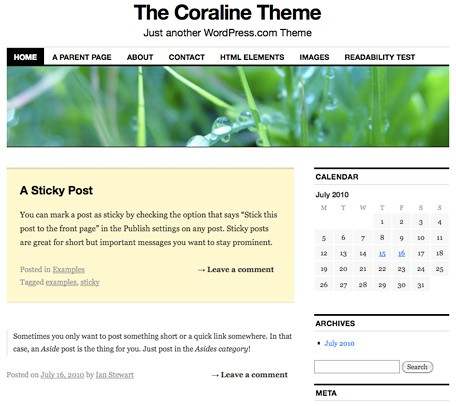 The Coraline Theme
Just another WordPress.com Theme
HOME A PARENT PAGE ABOUT CONTACT HTML ELEMENTS IMAGES READABILITY TEST
A Sticky Post
You can mark a post as sticky by checking the option that says “Stick this
post to the front page” in the Publish settings on any post. Sticky posts
are great for short but important messages you want to stay prominent.
Posted in Examples → Leave a comment
Tagged examples, sticky
Sometimes you only want to post something short or a quick link somewhere. In that
case, an Aside post is the thing for you. Just post in the Asides category!
Posted on July 16, 2010 by Ian Stewart → Leave a comment
CALENDAR
July 2010
M T W T F S S
1 2 3 4
5 6 7 8 9 10 11
12 13 14 15 16 17 18
19 20 21 22 23 24 25
26 27 28 29 30 31
ARCHIVES
July 2010
Search
META